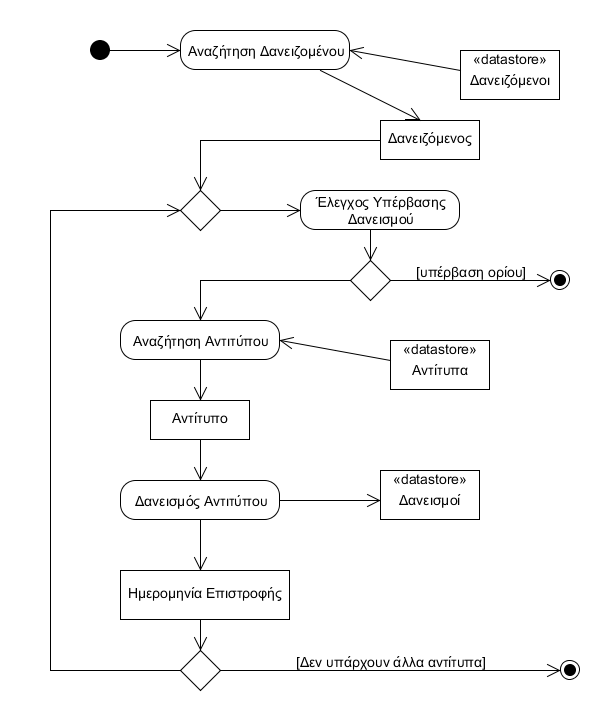 Αναζήτηση Δανειζομένου
«datastore»
Δανειζόμενοι
Δανειζόμενος
Έλεγχος Υπέρβασης
Δανεισμού
[υπέρβαση ορίου]
Αναζήτηση Αντιτύπου
«datastore»
Αντίτυπα
Αντίτυπο
Δανεισμός Αντιτύπου
«datastore»
Δανεισμοί
Ημερομηνία Επιστροφής
[Δεν υπάρχουν άλλα αντίτυπα]